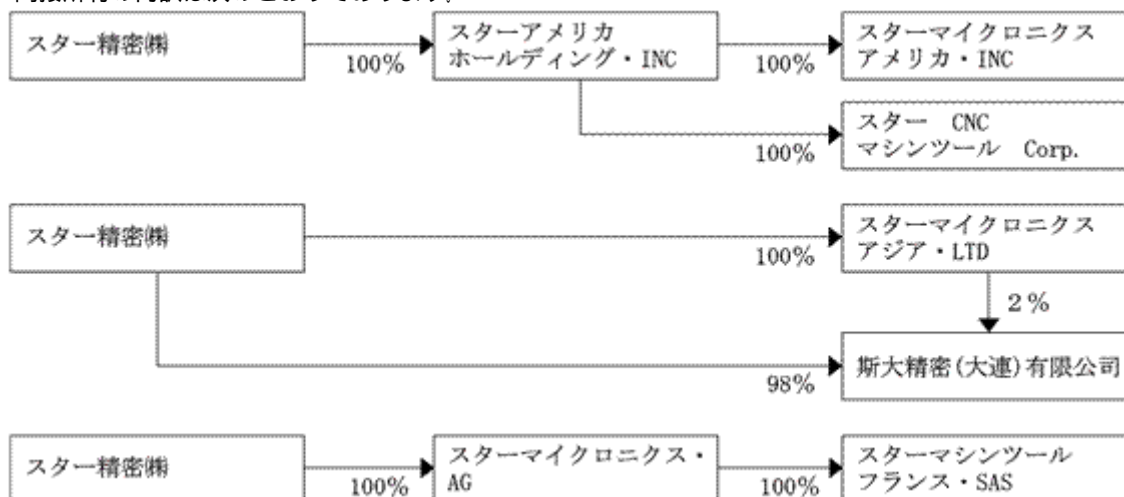 スター精密㈱
100%
スターアメリカ
ホールディング・INC
100%
スターマイクロニクス
アメリカ・INC
100%
スター CNC
マシンツール Corp.
スター精密㈱
100%
スターマイクロニクス
アジア・LTD
2%
98%
斯大精密(大連)有限公司
スター精密㈱
100%
スターマイクロニクス・
AG
100%
スターマシンツール
フランス・SAS